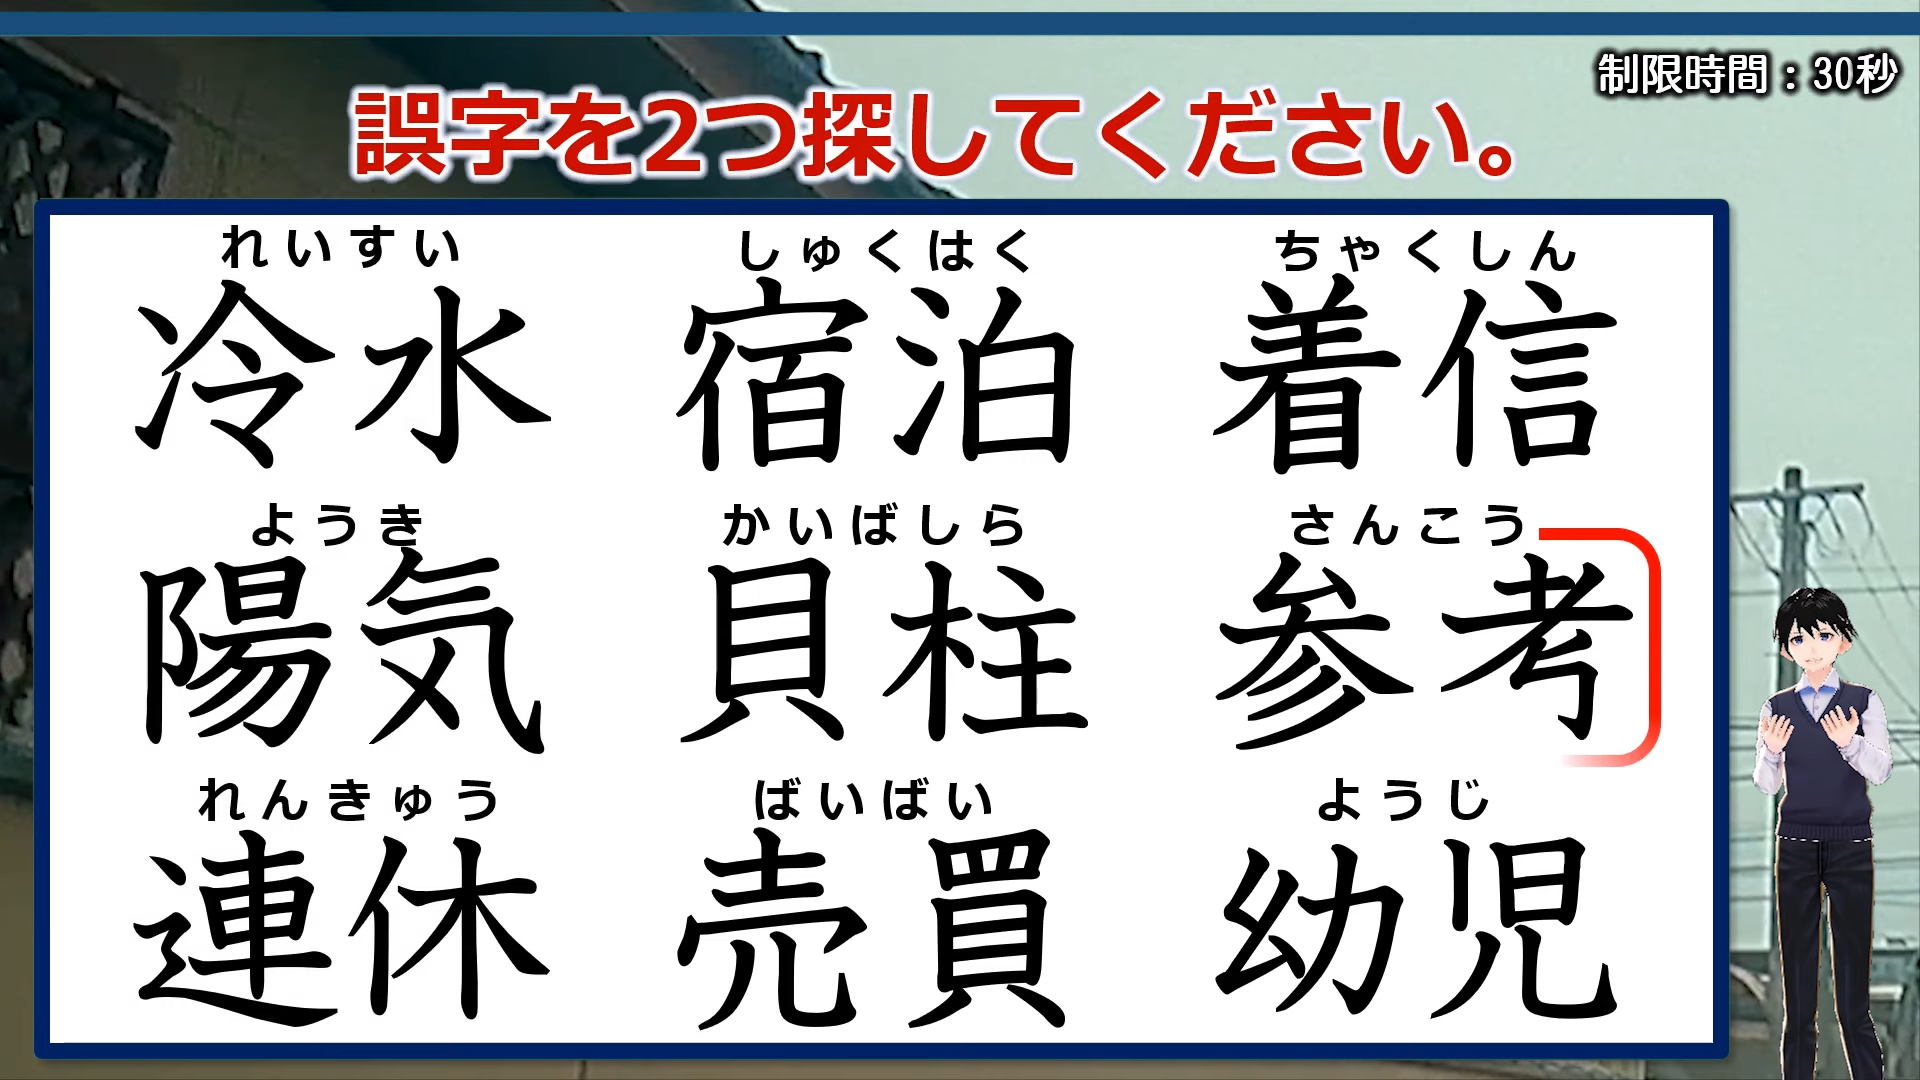 制限時間：30秒
誤字を2つ探してください。
れいすい しゅくはく ちゃくしん
冷水 宿泊 着信
ようき かいばしら さんこう
陽気 貝柱 参考
れんきゅう ばいばい ようじ
連休 売買 幼児